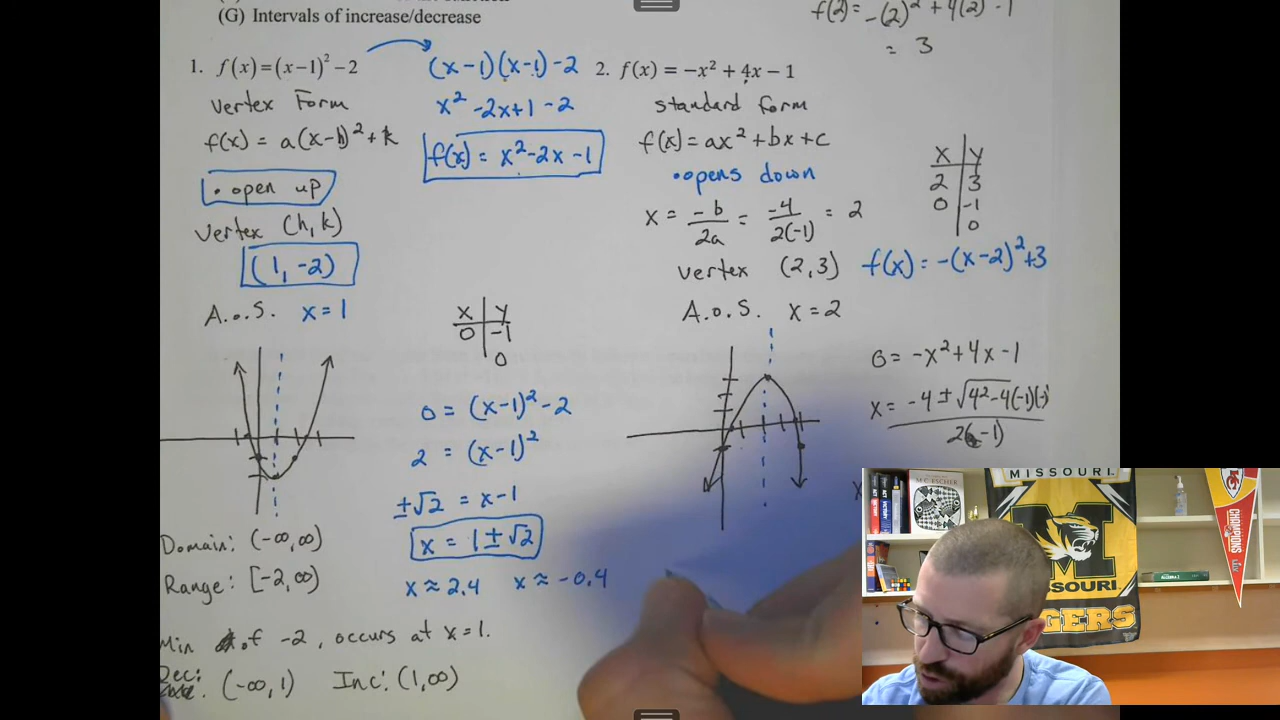 (G) Intervals of increase/decrease
f(2) = -(2)² + 4(2) - 1
= 3
1. f(x) = (x-1)² - 2
(x-1)(x-1) - 2
2. f(x) = -x² + 4x - 1
vertex Form
x² - 2x + 1 - 2
standard form
f(x) = a(x-h)² + k
f(x) = x² - 2x - 1
f(x) = ax² + bx + c
• open up
• opens down
x y
2 3
0 -1
0
vertex (h, k)
x = -b/2a = -4/2(-1) = 2
(1, -2)
vertex (2, 3)
f(x) = -(x-2)² + 3
A.o.S. x = 1
A.o.S. x = 2
x y
0 -1
0
0 = (x-1)² - 2
2 = (x-1)²
±√2 = x-1
x = 1 ± √2
x ≈ 2.4 x ≈ -0.4
0 = -x² + 4x - 1
x = -4 ± √4²-4(-1)(-1)
2(-1)
Domain: (-∞, ∞)
Range: [-2, ∞)
Min of -2, occurs at x = 1.
Dec: (-∞, 1) Inc: (1, ∞)
M.C. ESCHER
MISSOURI
M
SOURI
GERS
KC
CHAMPIONS